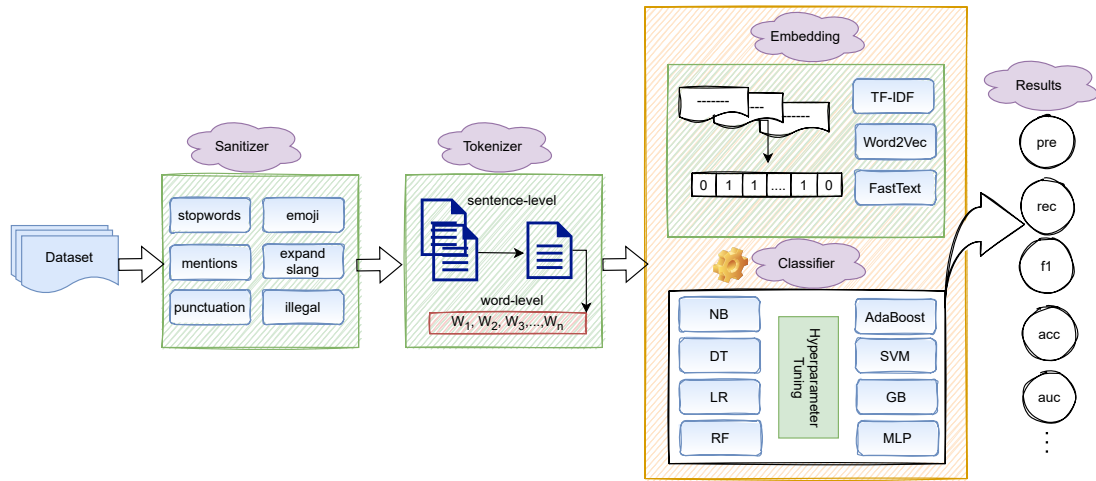 Dataset
Sanitizer
stopwords
emoji
mentions
expand
slang
punctuation
illegal
Tokenizer
sentence-level
word-level
W1, W2, W3,...,Wn
Embedding
--------
---
--------
0 1 1 .... 1 0
TF-IDF
Word2Vec
FastText
Classifier
NB
DT
LR
RF
Hyperparameter
Tuning
AdaBoost
SVM
GB
MLP
Results
pre
rec
f1
acc
auc
...